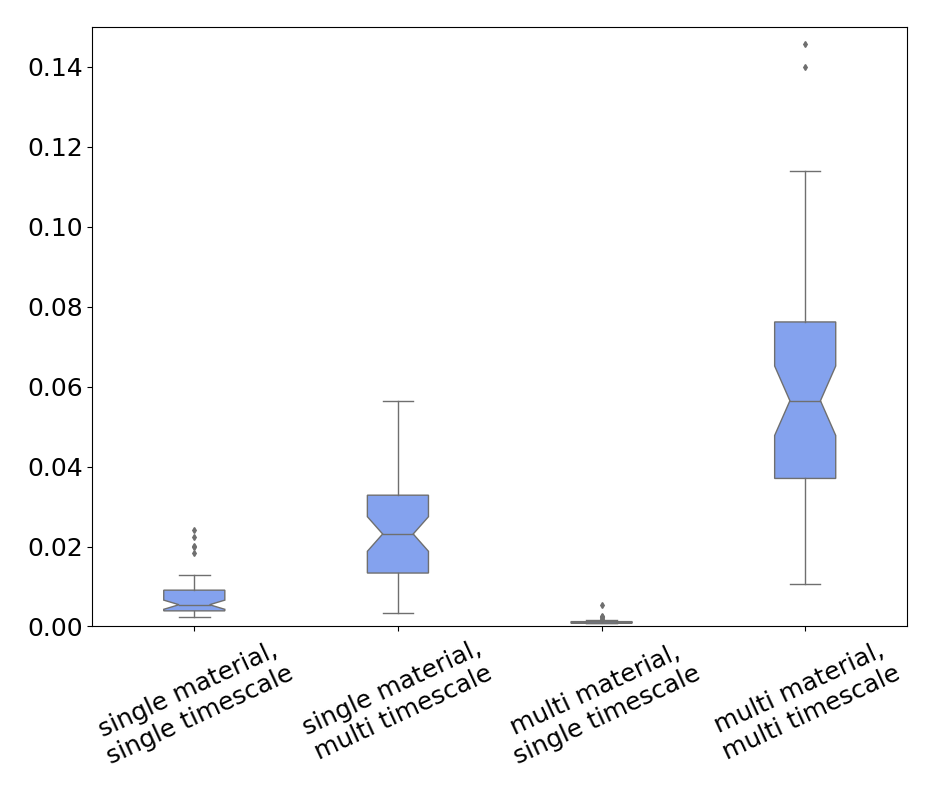 0.14
0.12
0.10
0.08
0.06
0.04
0.02
0.00
single material,
single timescale
single material,
multi timescale
multi material,
single timescale
multi material,
multi timescale